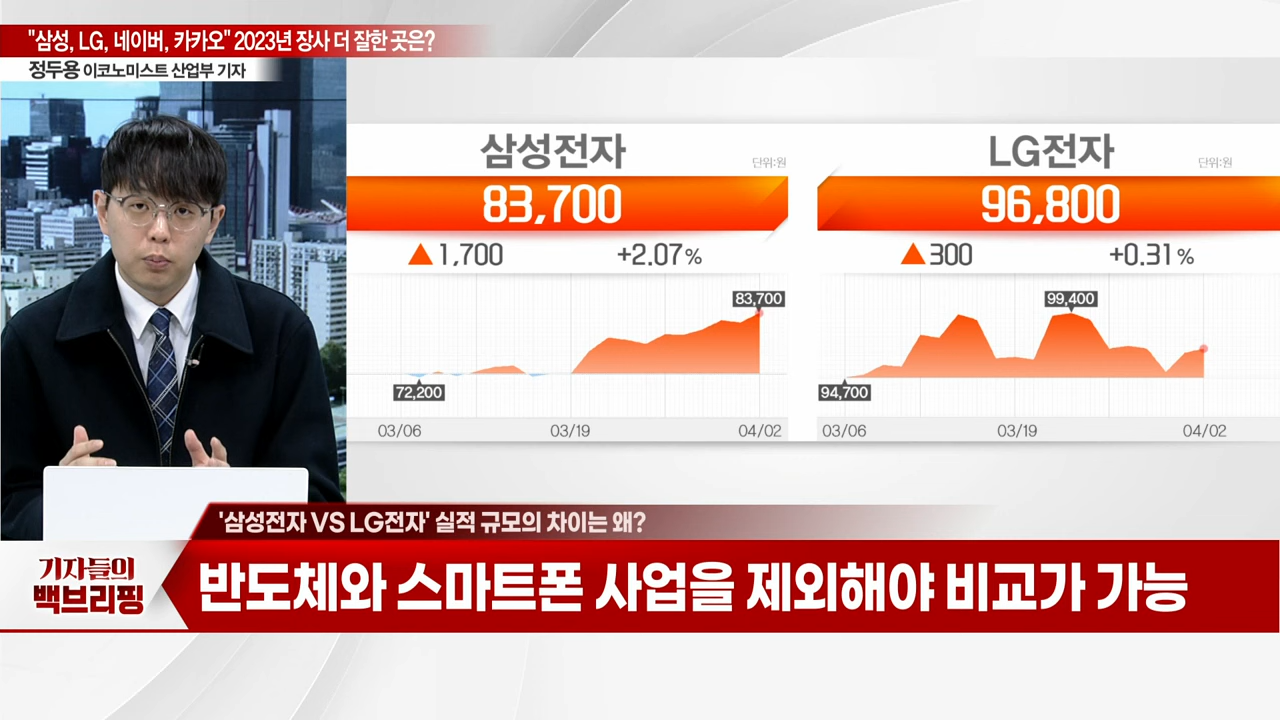 "삼성, LG, 네이버, 카카오" 2023년 장사 더 잘한 곳은?
정두용 이코노미스트 산업부 기자
삼성전자
단위:원
83,700
▲1,700 +2.07%
83,700
72,200
03/06 03/19 04/02
LG전자
단위:원
96,800
▲300 +0.31%
99,400
94,700
03/06 03/19 04/02
'삼성전자 VS LG전자' 실적 규모의 차이는 왜?
기자들의
백브리핑
반도체와 스마트폰 사업을 제외해야 비교가 가능